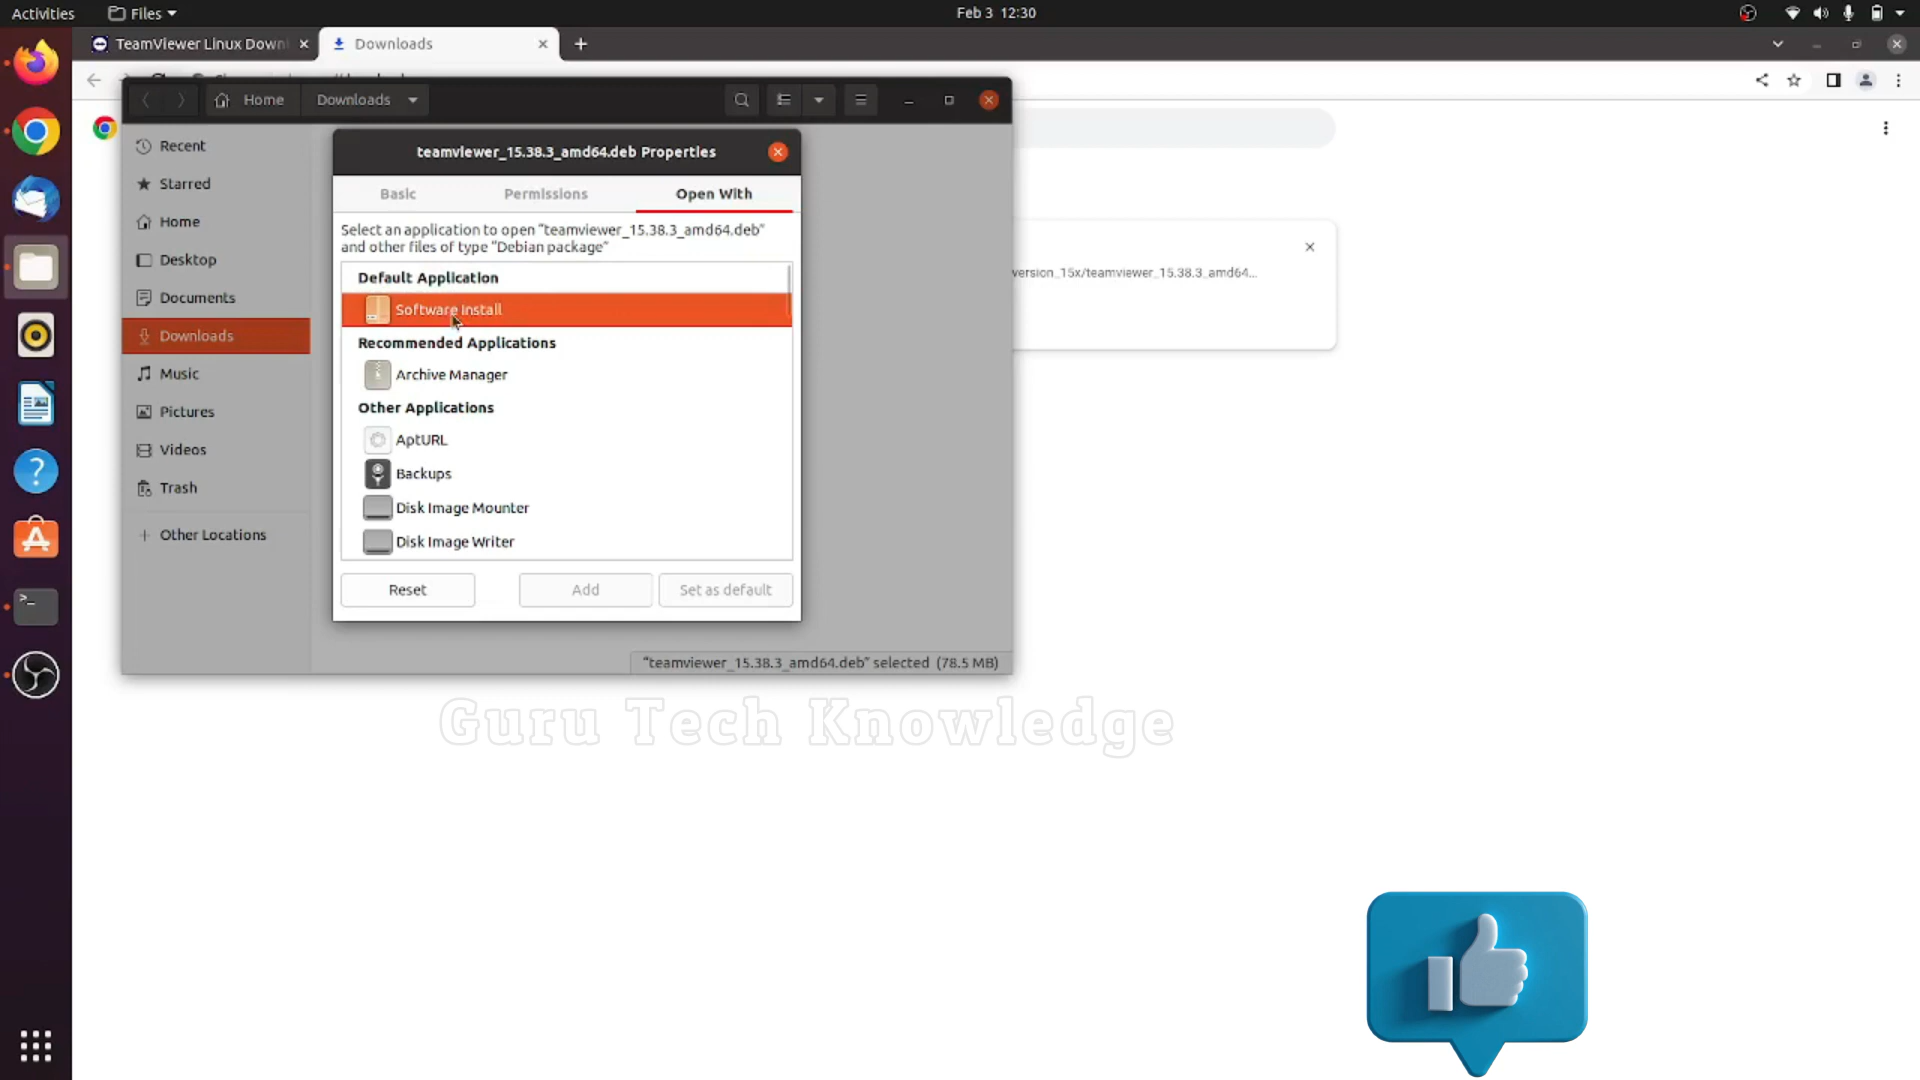 Activities
Files
Feb 3 12:30
TeamViewer Linux Down
Downloads
Home
Downloads
Recent
Starred
Home
Desktop
Documents
Downloads
Music
Pictures
Videos
Trash
Other Locations
teamviewer_15.38.3_amd64.deb Properties
Basic
Permissions
Open With
Select an application to open "teamviewer_15.38.3_amd64.deb"
and other files of type "Debian package"
Default Application
Software Install
Recommended Applications
Archive Manager
Other Applications
AptURL
Backups
Disk Image Mounter
Disk Image Writer
Reset
Add
Set as default
version_15x/teamviewer_15.38.3_amd64...
"teamviewer_15.38.3_amd64.deb" selected (78.5 MB)
Guru Tech Knowledge